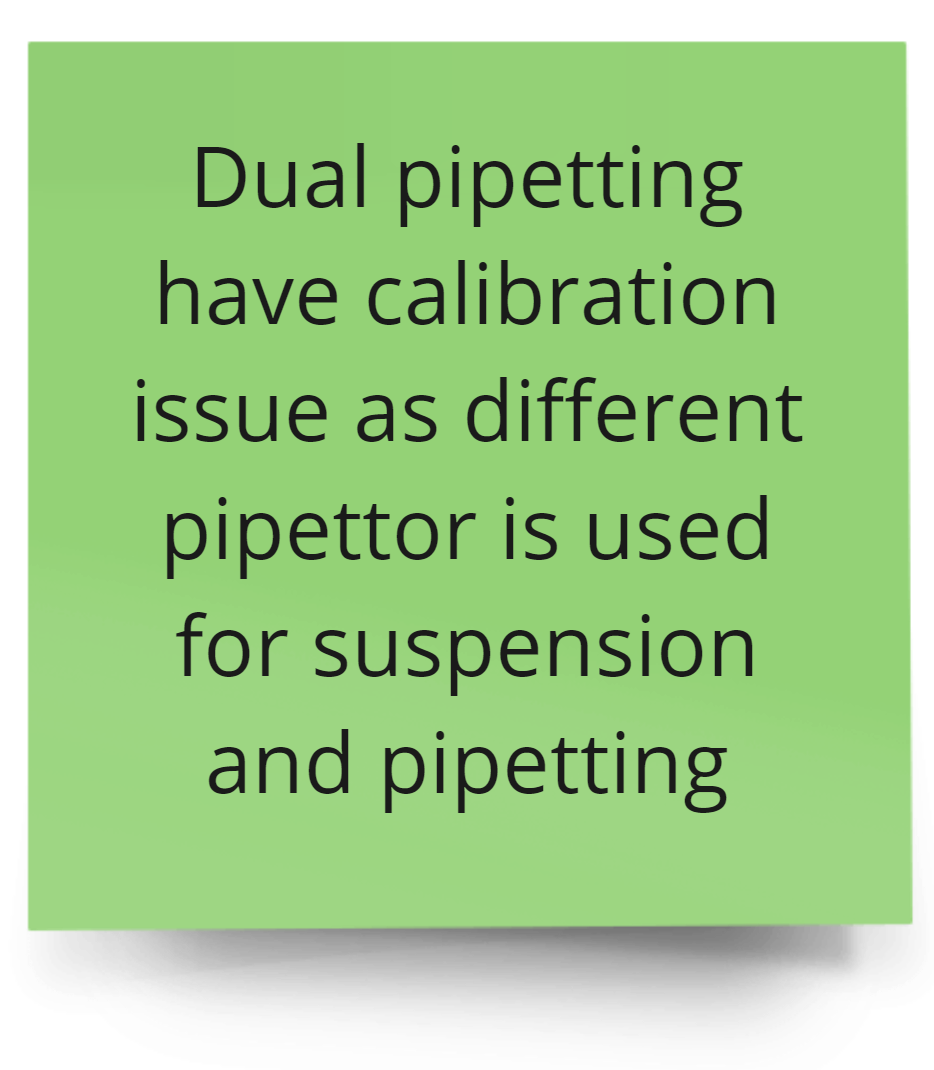 Dual pipetting
have calibration
issue as different
pipettor is used
for suspension
and pipetting